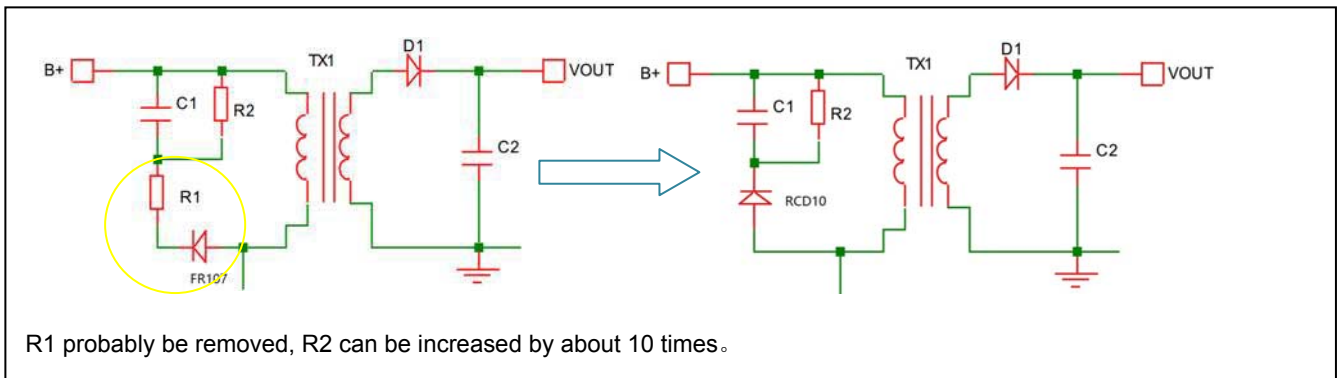 B+
C1
R2
TX1
D1
VOUT
C2
R1
FR107
B+
C1
R2
TX1
D1
VOUT
C2
RCD10
R1 probably be removed, R2 can be increased by about 10 times。